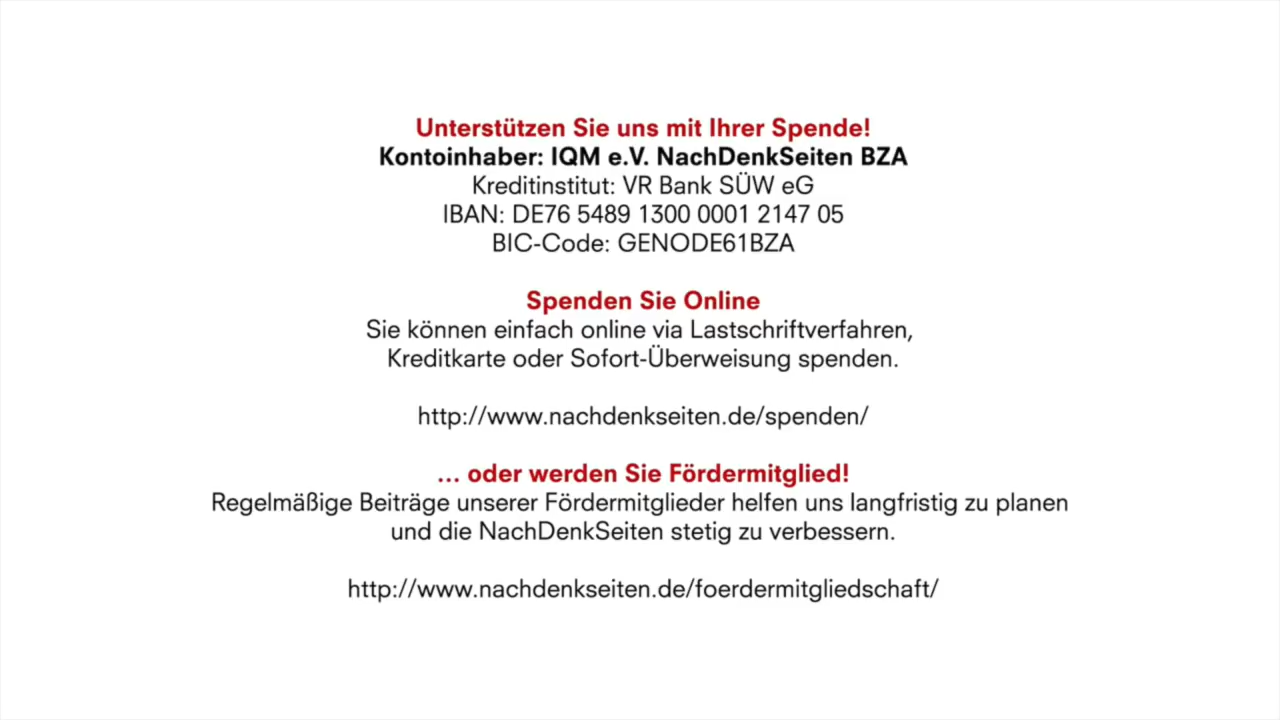 Unterstützen Sie uns mit Ihrer Spende!
Kontoinhaber: IQM e.V. NachDenkSeiten BZA
Kreditinstitut: VR Bank SÜW eG
IBAN: DE76 5489 1300 0001 2147 05
BIC-Code: GENODE61BZA
Spenden Sie Online
Sie können einfach online via Lastschriftverfahren,
Kreditkarte oder Sofort-Überweisung spenden.
http://www.nachdenkseiten.de/spenden/
... oder werden Sie Fördermitglied!
Regelmäßige Beiträge unserer Fördermitglieder helfen uns langfristig zu planen
und die NachDenkSeiten stetig zu verbessern.
http://www.nachdenkseiten.de/foerdermitgliedschaft/